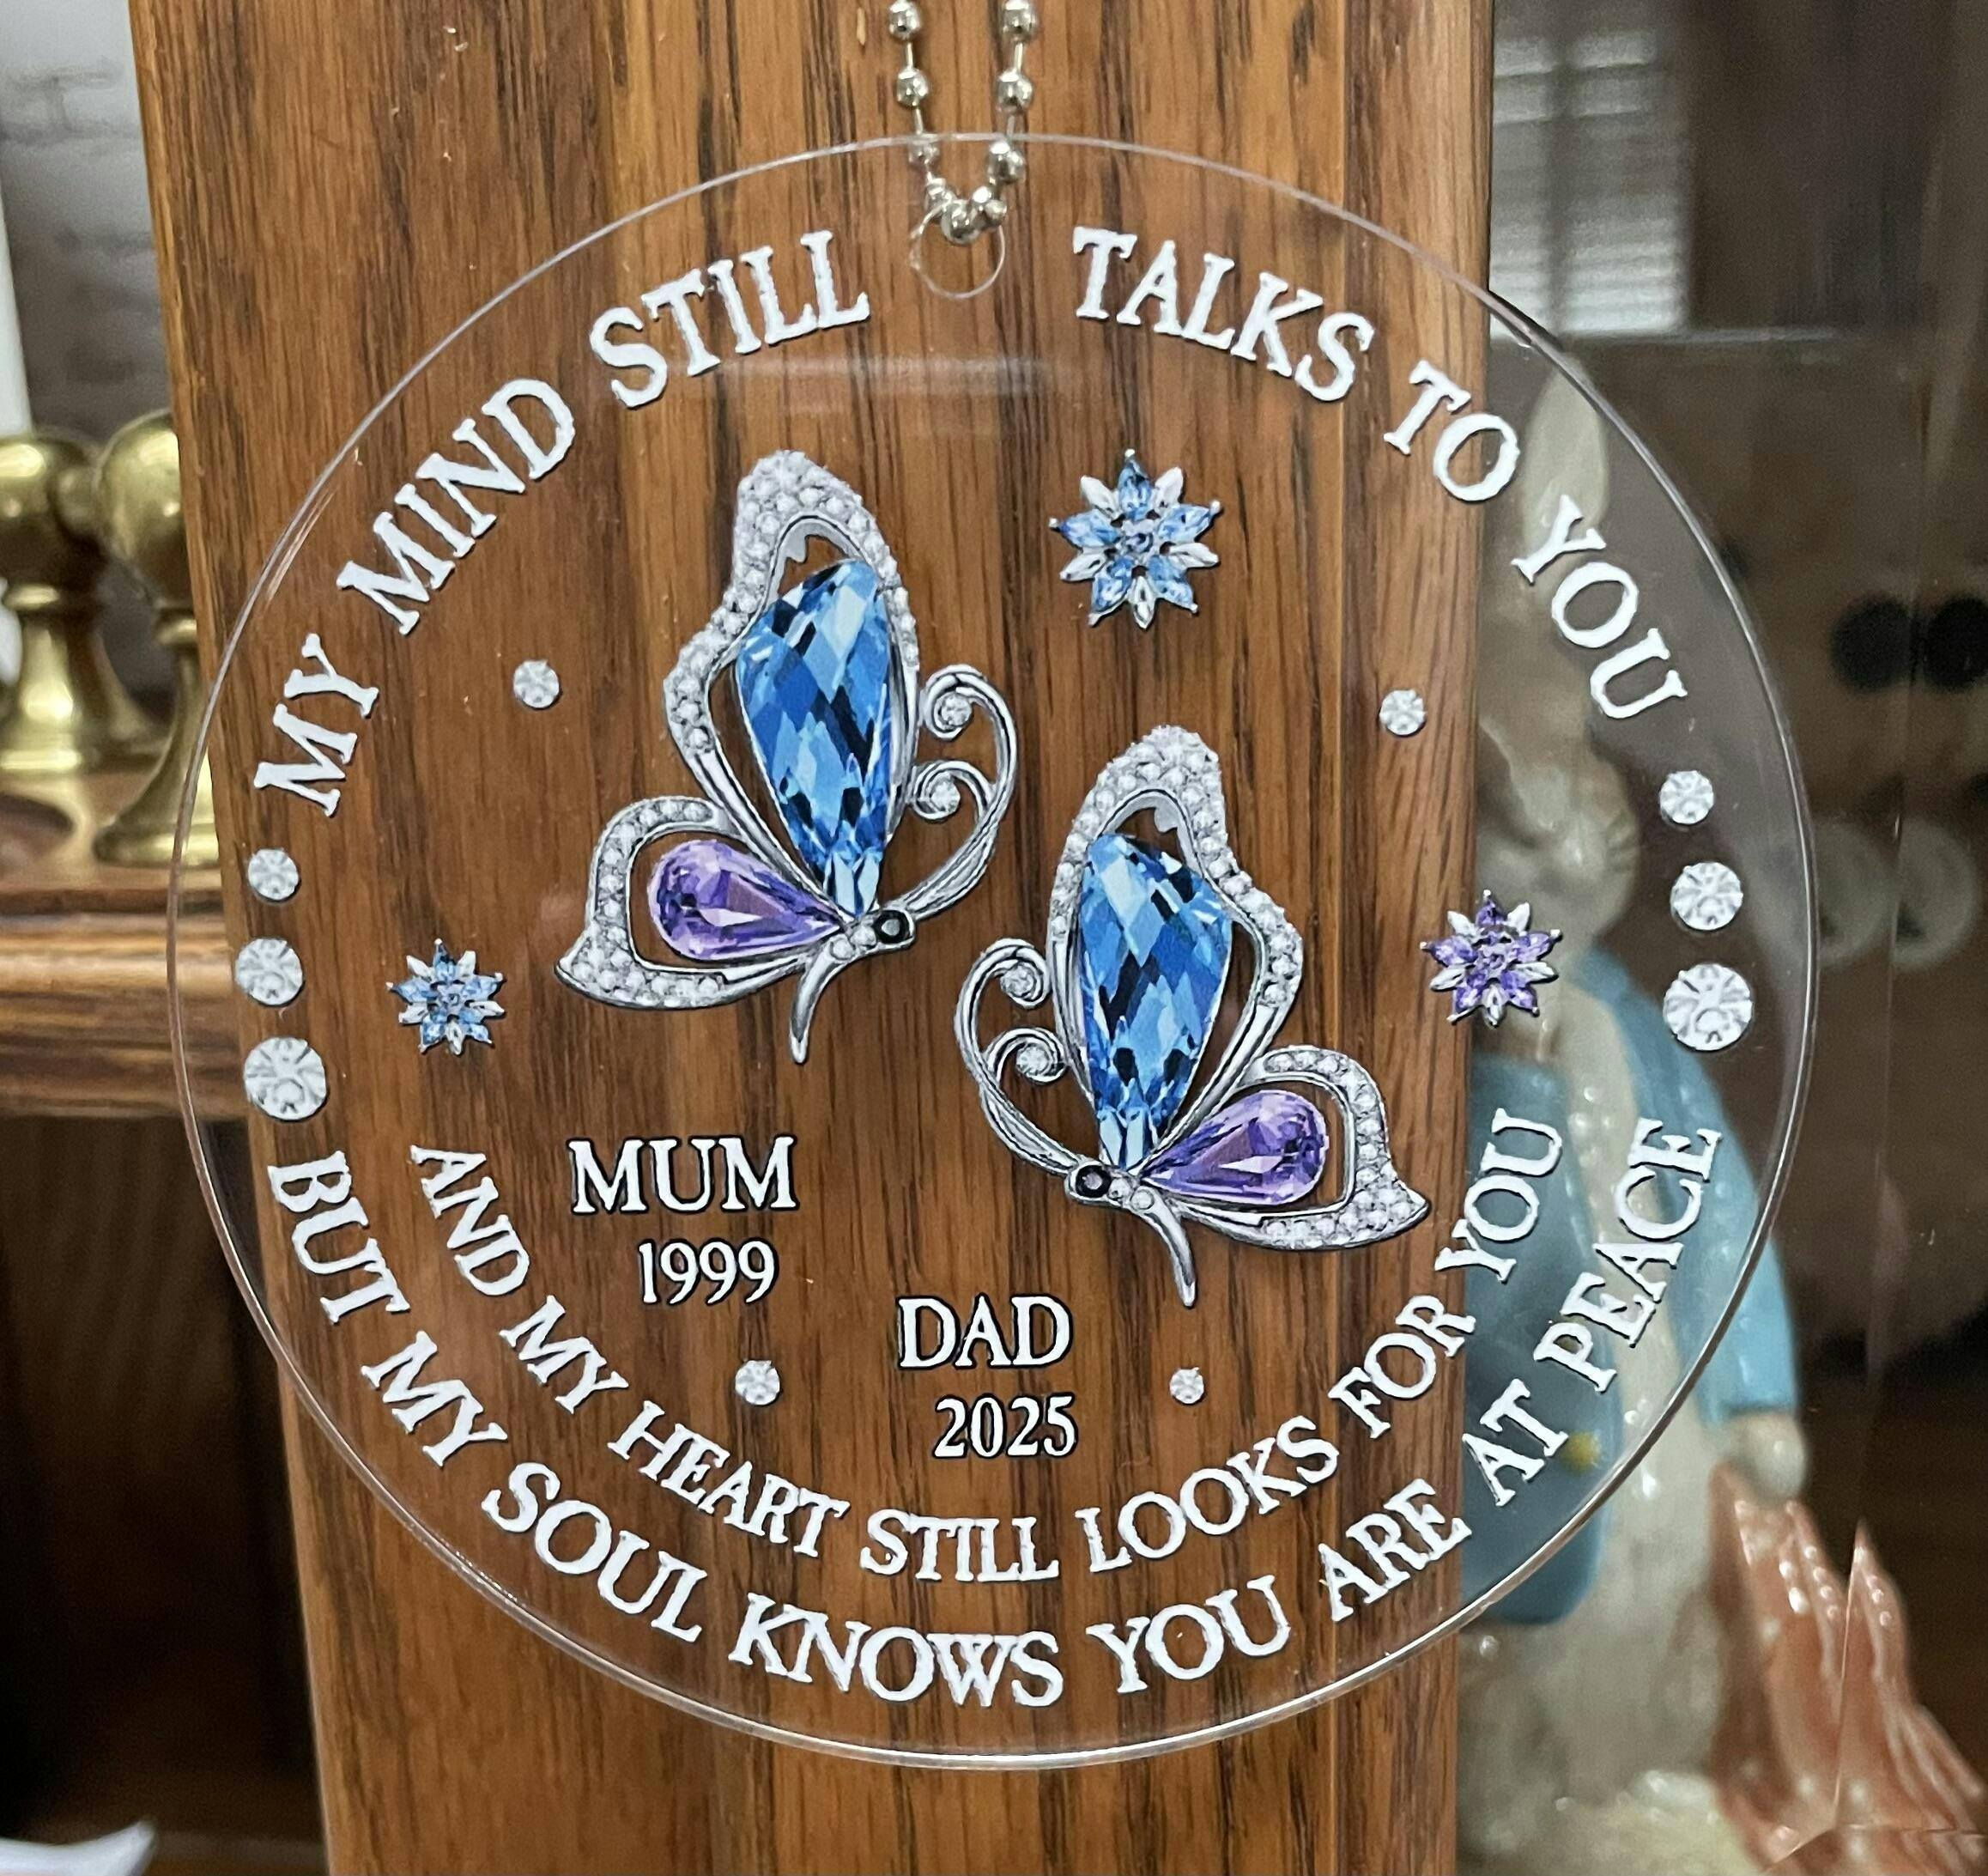 MY MIND STILL TALKS TO YOU
MUM
1999
DAD
2025
AND MY HEART STILL LOOKS FOR YOU
BUT MY SOUL KNOWS YOU ARE AT PEACE